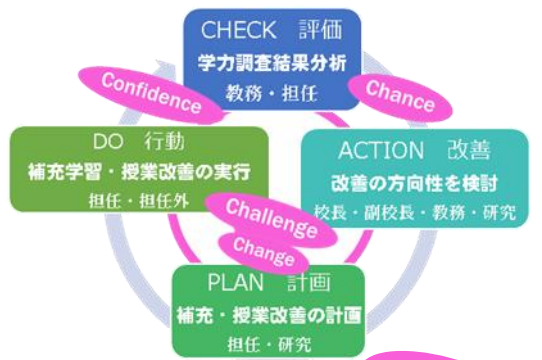 CHECK 評価
学力調査結果分析
教務・担任
Confidence
Chance
DO 行動
補充学習・授業改善の実行
担任・担任外
ACTION 改善
改善の方向性を検討
校長・副校長・教務・研究
Challenge
Change
PLAN 計画
補充・授業改善の計画
担任・研究